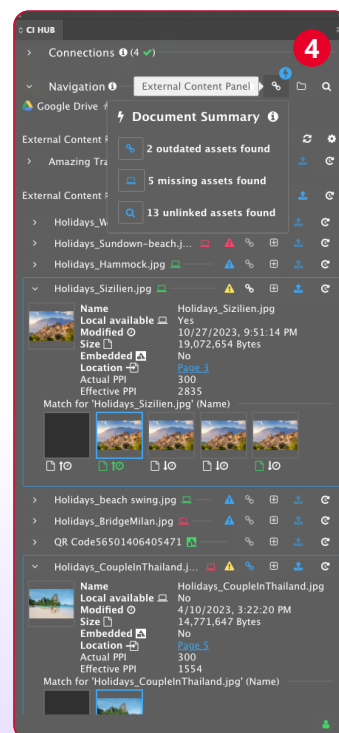 CI HUB
4
Connections (4 ✓)
Navigation
External Content Panel
Google Drive
Document Summary
External Content
2 outdated assets found
Amazing Tra
5 missing assets found
External Content
13 unlinked assets found
Holidays_W
Holidays_Sundown-beach.j...
Holidays_Hammock.jpg
Holidays_Sizilien.jpg
Name Holidays_Sizilien.jpg
Local available Yes
Modified 10/27/2023, 9:51:14 PM
Size 19,072,654 Bytes
Embedded No
Location Page 3
Actual PPI 300
Effective PPI 2835
Match for 'Holidays_Sizilien.jpg' (Name)
Holidays_beach swing.jpg
Holidays_BridgeMilan.jpg
QR Code56501406405471
Holidays_CoupleInThailand.j...
Name Holidays_CoupleInThailand.jpg
Local available No
Modified 4/10/2023, 3:22:20 PM
Size 14,771,647 Bytes
Embedded No
Location Page 5
Actual PPI 300
Effective PPI 1554
Match for 'Holidays_CoupleInThailand.jpg' (Name)